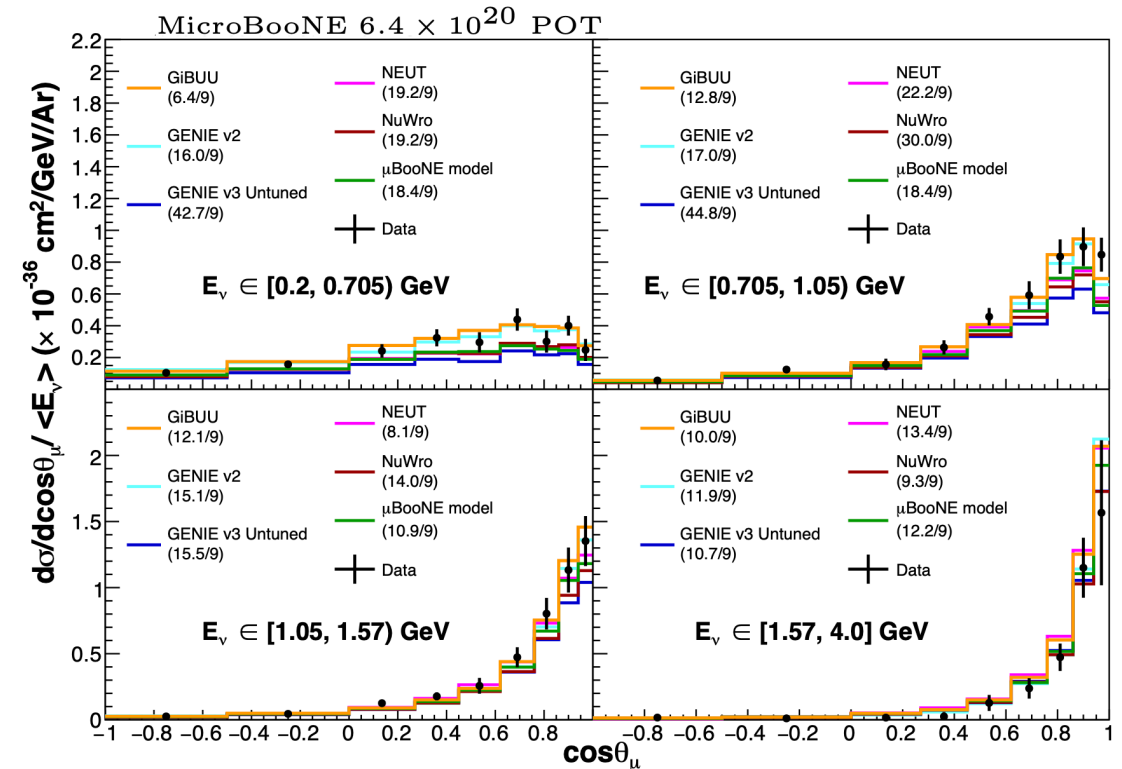 MicroBooNE 6.4 × 10²⁰ POT
dσ/dcosθμ/ <Eν> (× 10⁻³⁶ cm²/GeV/Ar)
2.2
2
1.8
1.6
1.4
1.2
1
0.8
0.6
0.4
0.2
GiBUU
(6.4/9)
GENIE v2
(16.0/9)
GENIE v3 Untuned
(42.7/9)
NEUT
(19.2/9)
NuWro
(19.2/9)
μBooNE model
(18.4/9)
Data
Eν ∈ [0.2, 0.705) GeV
GiBUU
(12.8/9)
GENIE v2
(17.0/9)
GENIE v3 Untuned
(44.8/9)
NEUT
(22.2/9)
NuWro
(30.0/9)
μBooNE model
(18.4/9)
Data
Eν ∈ [0.705, 1.05) GeV
2
1.5
1
0.5
0
GiBUU
(12.1/9)
GENIE v2
(15.1/9)
GENIE v3 Untuned
(15.5/9)
NEUT
(8.1/9)
NuWro
(14.0/9)
μBooNE model
(10.9/9)
Data
Eν ∈ [1.05, 1.57) GeV
GiBUU
(10.0/9)
GENIE v2
(11.9/9)
GENIE v3 Untuned
(10.7/9)
NEUT
(13.4/9)
NuWro
(9.3/9)
μBooNE model
(12.2/9)
Data
Eν ∈ [1.57, 4.0] GeV
−1 −0.8 −0.6 −0.4 −0.2 0 0.2 0.4 0.6 0.8 −0.8 −0.6 −0.4 −0.2 0 0.2 0.4 0.6 0.8 1
cosθμ